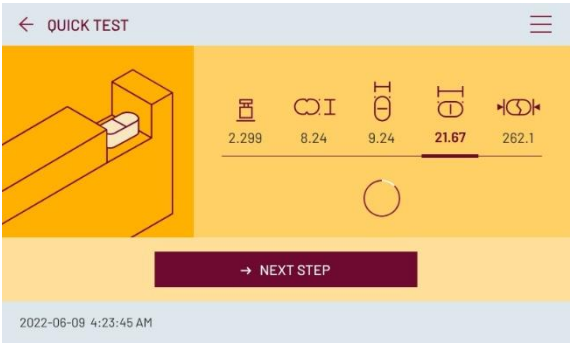 ← QUICK TEST
2.299 8.24 9.24 21.67 262.1
→ NEXT STEP
2022-06-09 4:23:45 AM